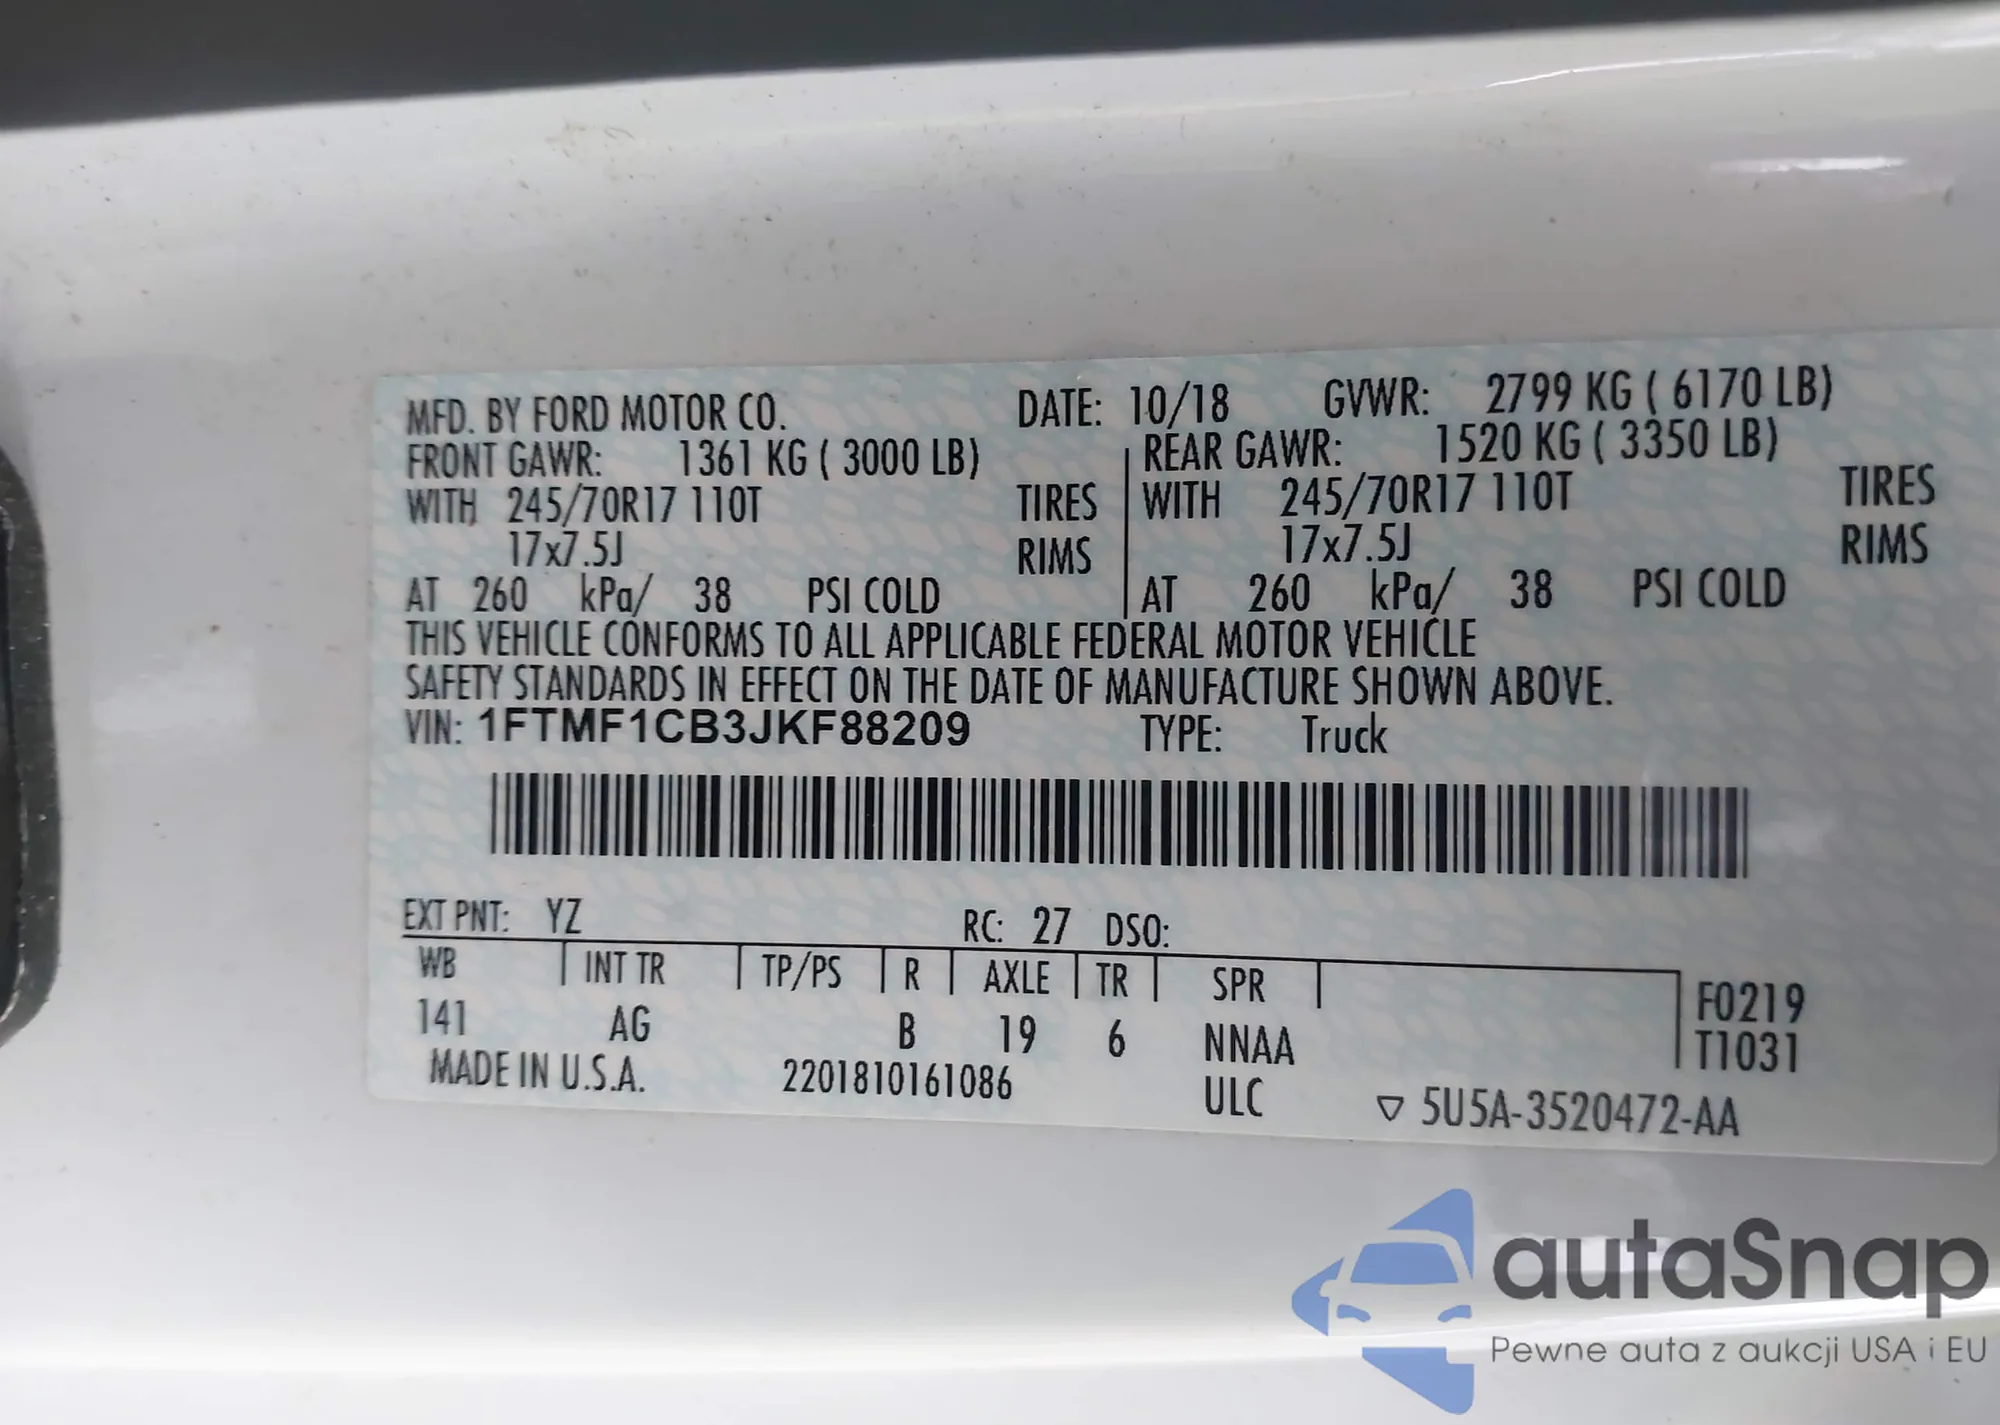 MFD. BY FORD MOTOR CO. DATE: 10/18 GVWR: 2799 KG ( 6170 LB)
FRONT GAWR: 1361 KG ( 3000 LB) REAR GAWR: 1520 KG ( 3350 LB)
WITH 245/70R17 110T TIRES WITH 245/70R17 110T TIRES
17x7.5J RIMS 17x7.5J RIMS
AT 260 kPa/ 38 PSI COLD AT 260 kPa/ 38 PSI COLD
THIS VEHICLE CONFORMS TO ALL APPLICABLE FEDERAL MOTOR VEHICLE
SAFETY STANDARDS IN EFFECT ON THE DATE OF MANUFACTURE SHOWN ABOVE.
VIN: 1FTMF1CB3JKF88209 TYPE: Truck
EXT PNT: YZ RC: 27 DSO:
WB INT TR TP/PS R AXLE TR SPR F0219
141 AG B 19 6 NNAA T1031
MADE IN U.S.A. 2201810161086 ULC ▽ 5U5A-3520472-AA
autaSnap
Pewne auta z aukcji USA i EU